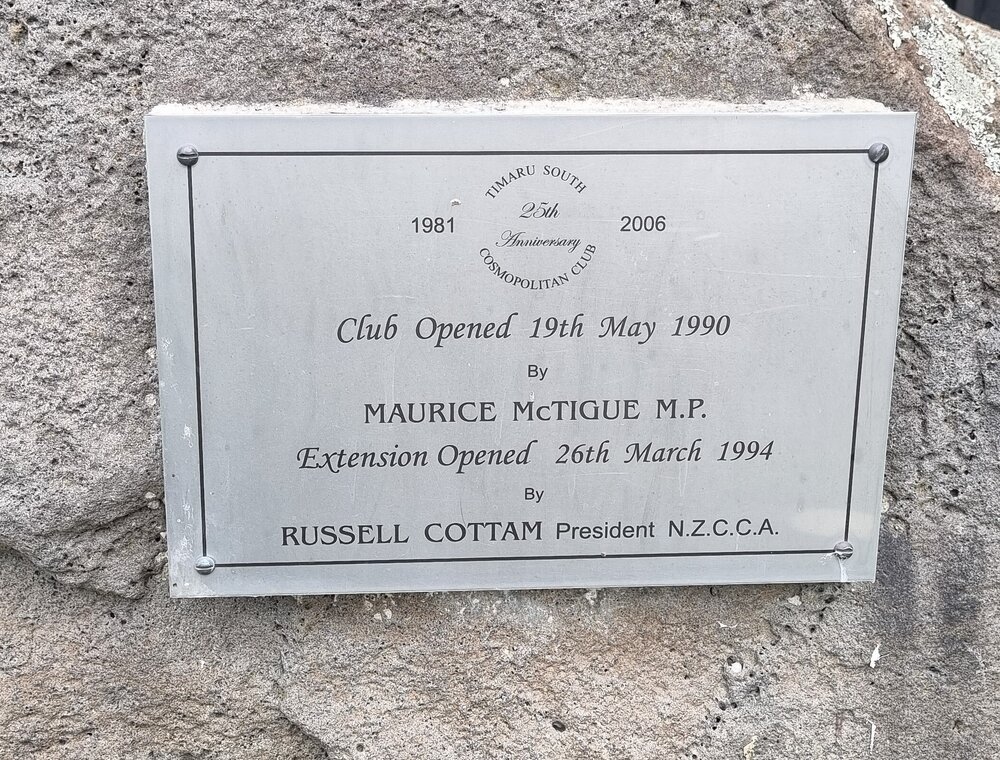 TIMARU SOUTH
1981 25th 2006
Anniversary
COSMOPOLITAN CLUB
Club Opened 19th May 1990
By
MAURICE McTIGUE M.P.
Extension Opened 26th March 1994
By
RUSSELL COTTAM President N.Z.C.C.A.